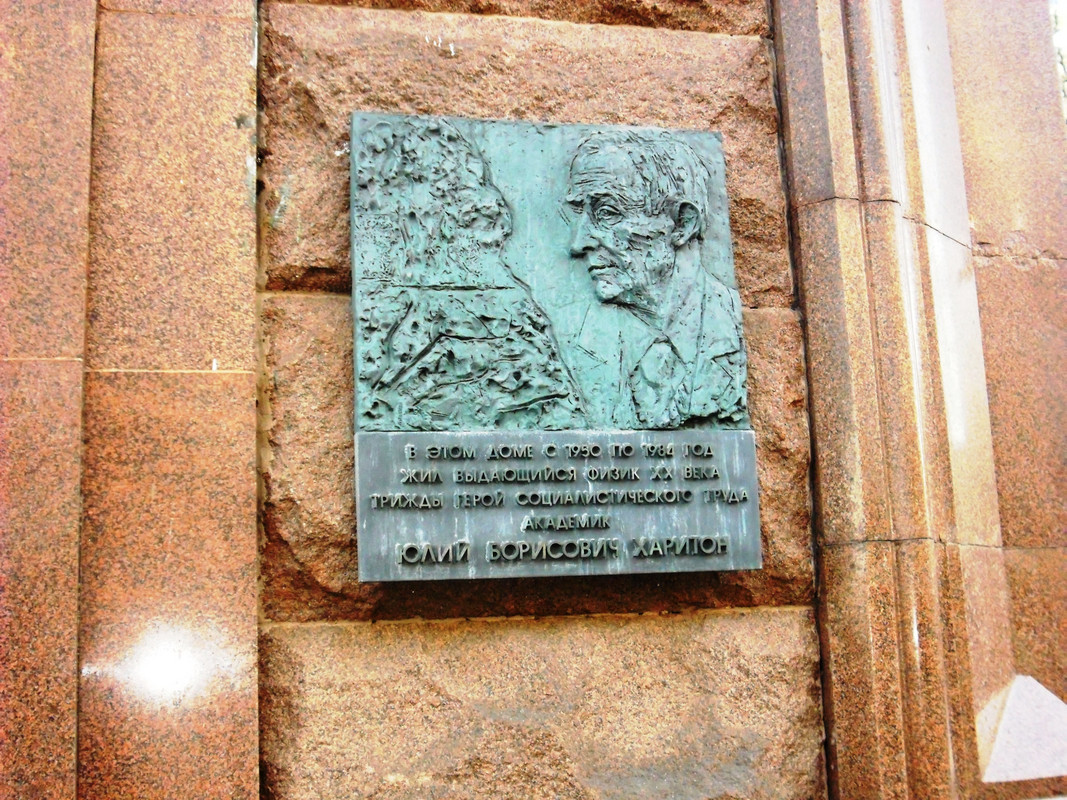 В ЭТОМ ДОМЕ С 1950 ПО 1984 ГОД
ЖИЛ ВЫДАЮЩИЙСЯ ФИЗИК XX ВЕКА
ТРИЖДЫ ГЕРОЙ СОЦИАЛИСТИЧЕСКОГО ТРУДА
АКАДЕМИК
ЮЛИЙ БОРИСОВИЧ ХАРИТОН